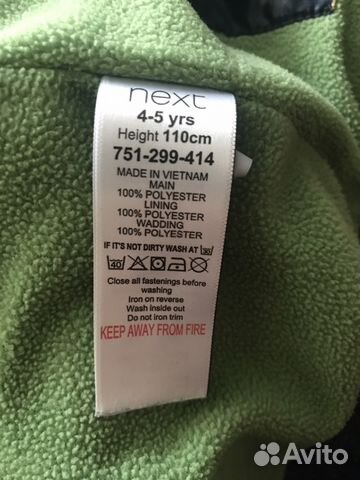 next
4-5 yrs
Height 110cm
751-299-414
MADE IN VIETNAM
MAIN
100% POLYESTER
LINING
100% POLYESTER
WADDING
100% POLYESTER
IF IT'S NOT DIRTY WASH AT 30
40
Close all fastenings before
washing
Iron on reverse
Wash inside out
Do not iron trim
KEEP AWAY FROM FIRE
Avito